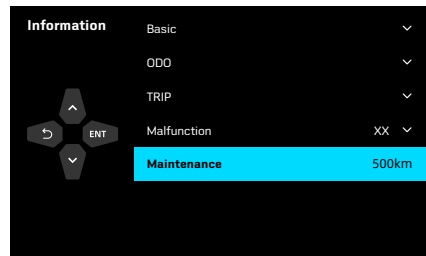 Information
Basic
ODO
TRIP
ENT
Malfunction XX
Maintenance 500km